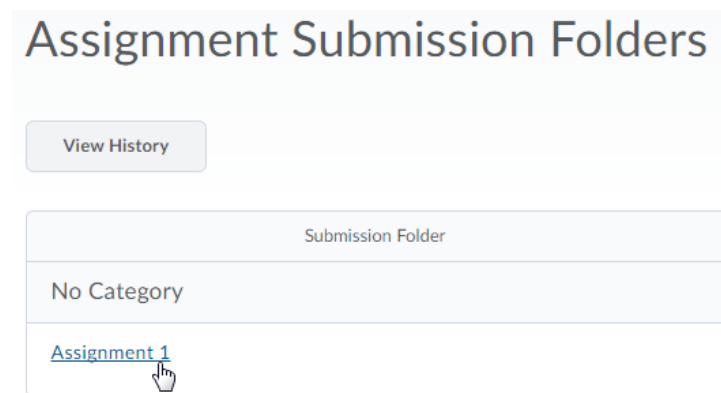 Assignment Submission Folders
View History
Submission Folder
No Category
Assignment 1